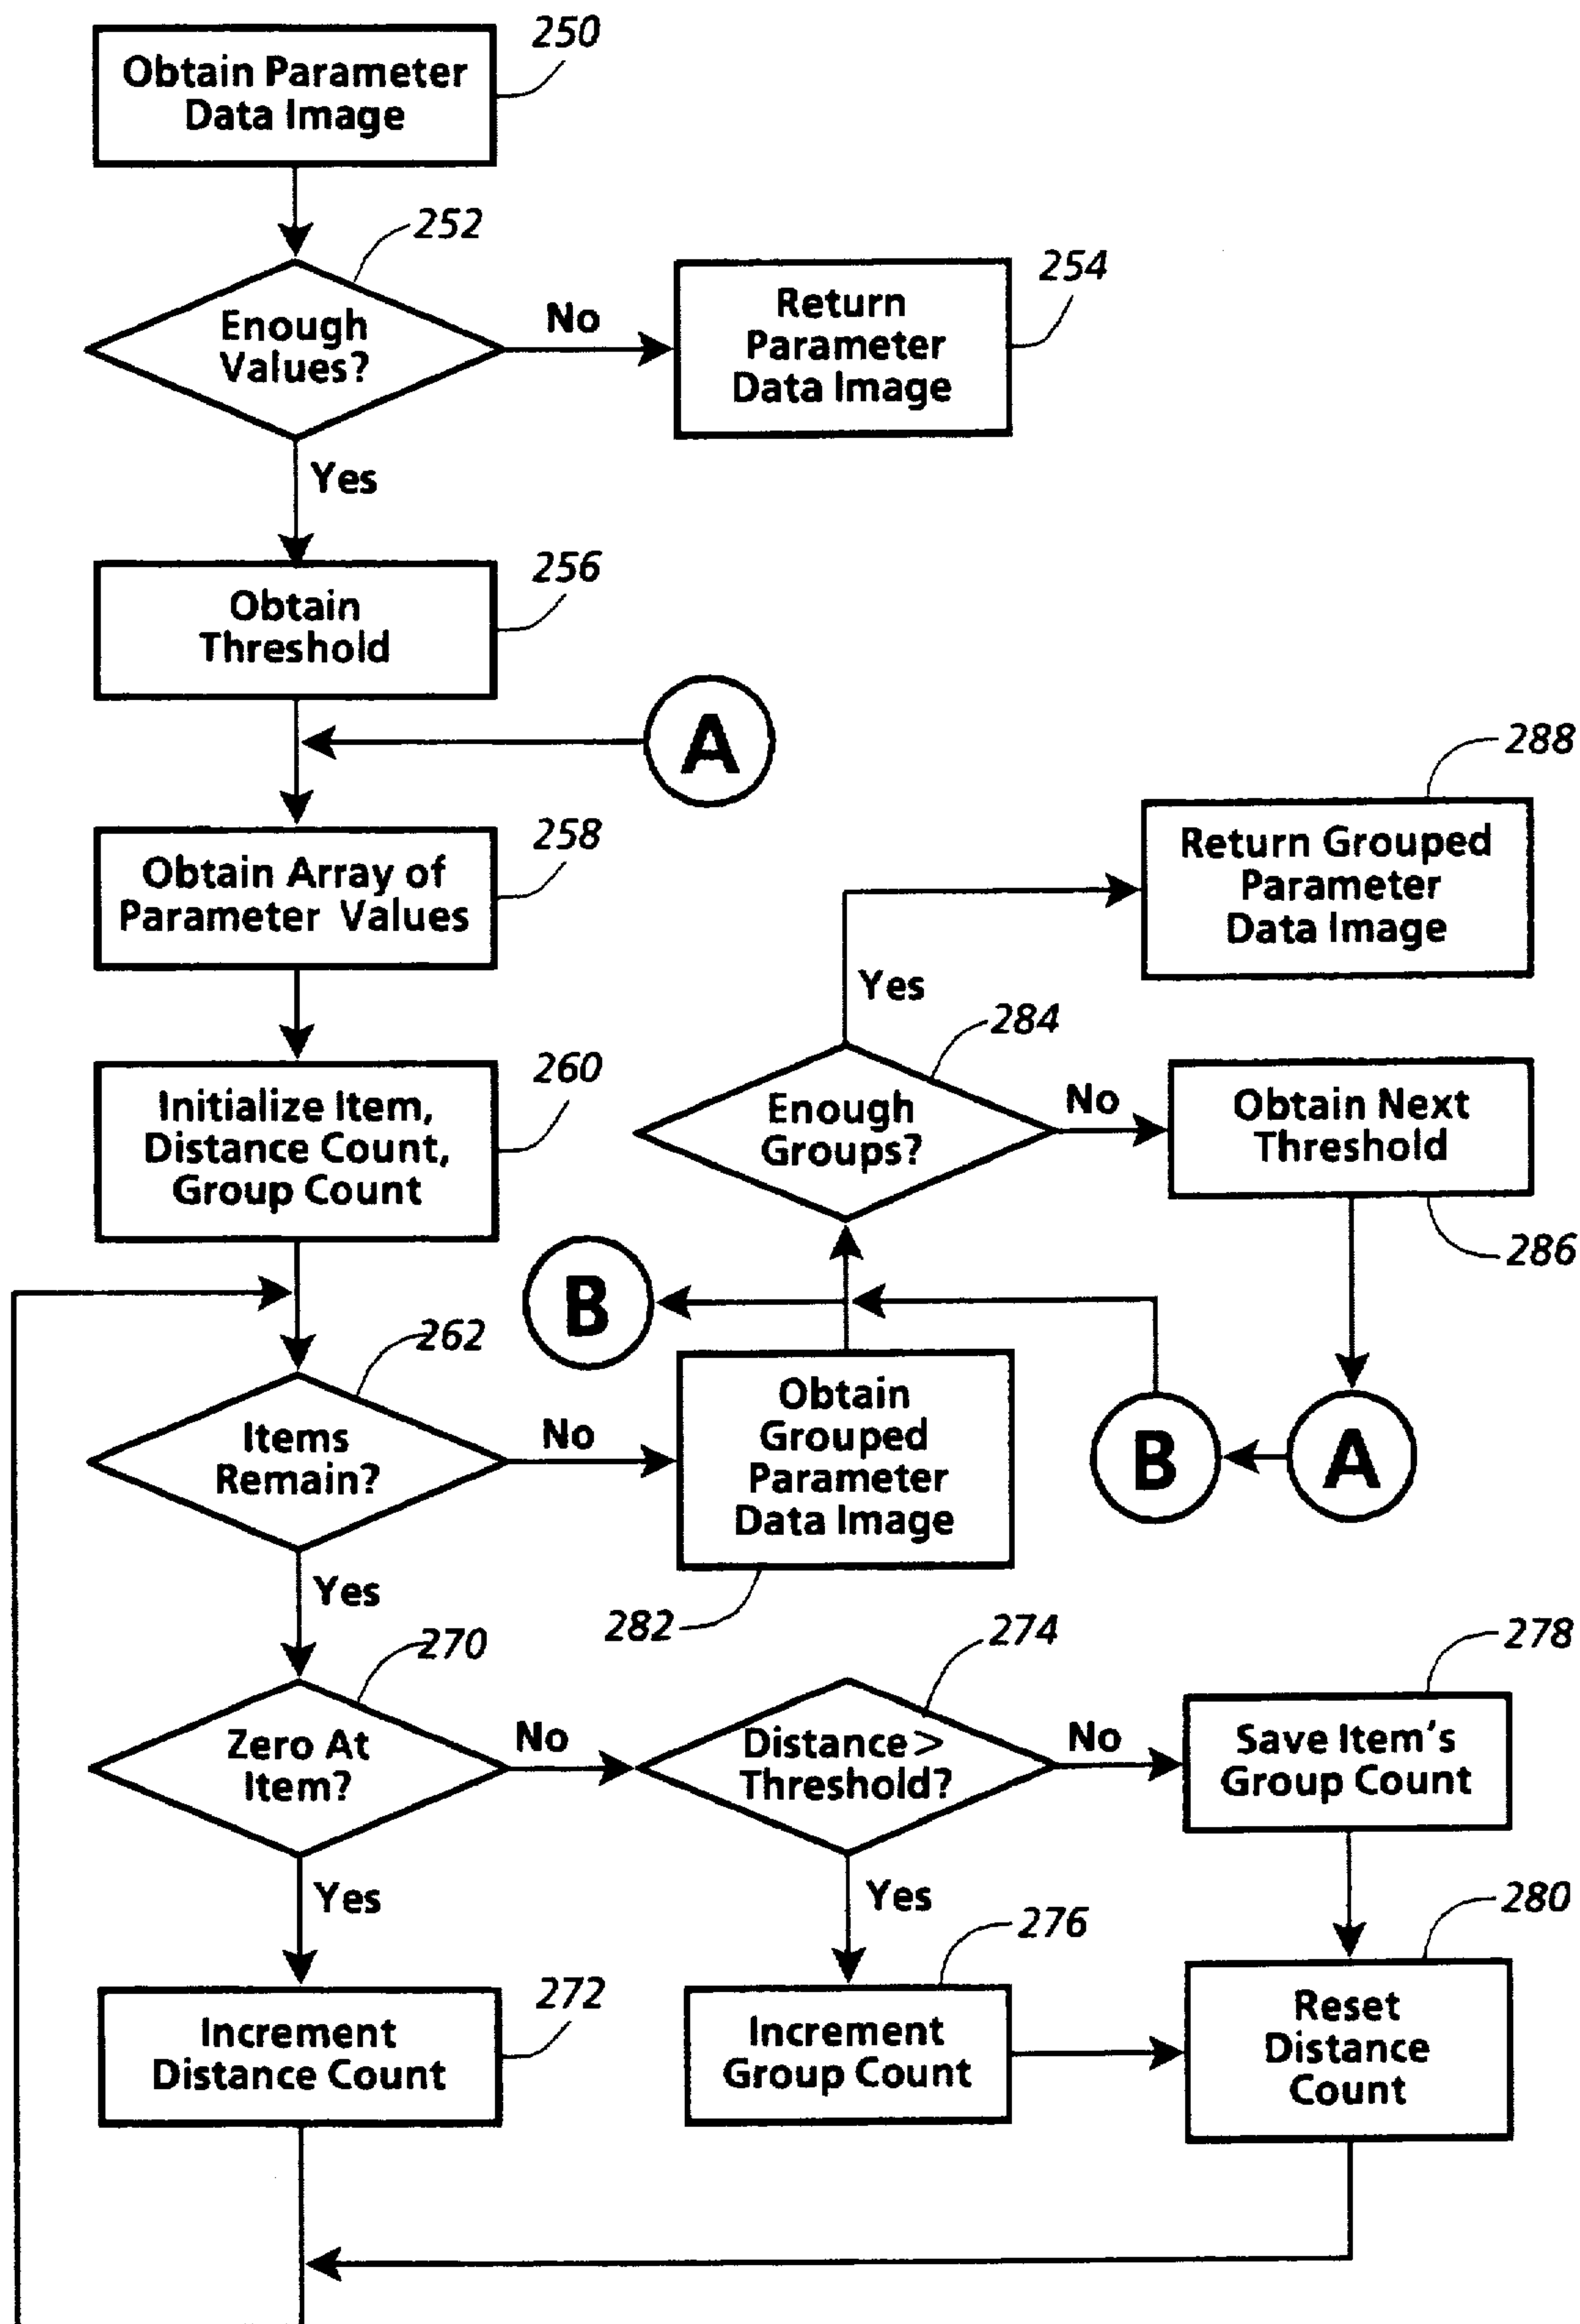 250
Obtain Parameter
Data Image
252
Enough
Values?
No
254
Return
Parameter
Data Image
Yes
256
Obtain
Threshold
A
258
Obtain Array of
Parameter Values
288
Return Grouped
Parameter
Data Image
Yes
260
Initialize Item,
Distance Count,
Group Count
284
Enough
Groups?
No
Obtain Next
Threshold
286
B
262
Items
Remain?
No
Obtain
Grouped
Parameter
Data Image
282
B
A
Yes
270
Zero At
Item?
No
274
Distance >
Threshold?
No
278
Save Item's
Group Count
Yes
272
Increment
Distance Count
Yes
276
Increment
Group Count
280
Reset
Distance
Count